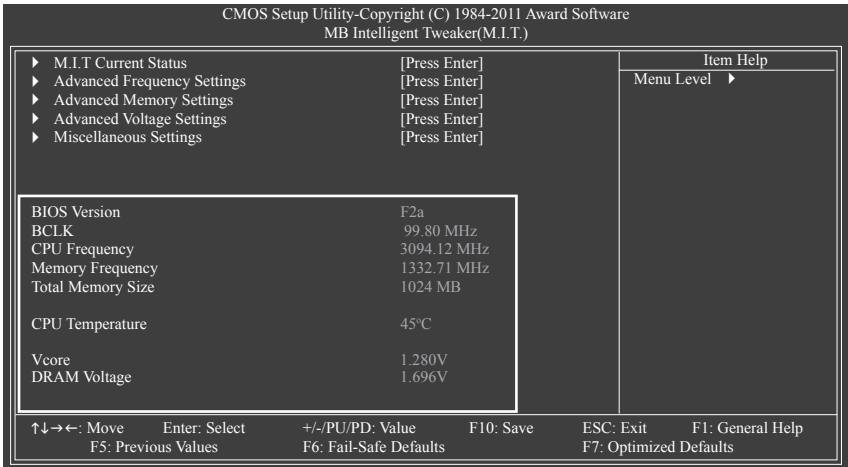 CMOS Setup Utility-Copyright (C) 1984-2011 Award Software
MB Intelligent Tweaker(M.I.T.)
▶ M.I.T Current Status [Press Enter]
▶ Advanced Frequency Settings [Press Enter]
▶ Advanced Memory Settings [Press Enter]
▶ Advanced Voltage Settings [Press Enter]
▶ Miscellaneous Settings [Press Enter]
Item Help
Menu Level ▶
BIOS Version F2a
BCLK 99.80 MHz
CPU Frequency 3094.12 MHz
Memory Frequency 1332.71 MHz
Total Memory Size 1024 MB
CPU Temperature 45°C
Vcore 1.280V
DRAM Voltage 1.696V
↑↓→←: Move Enter: Select +/-/PU/PD: Value F10: Save ESC: Exit F1: General Help
F5: Previous Values F6: Fail-Safe Defaults F7: Optimized Defaults